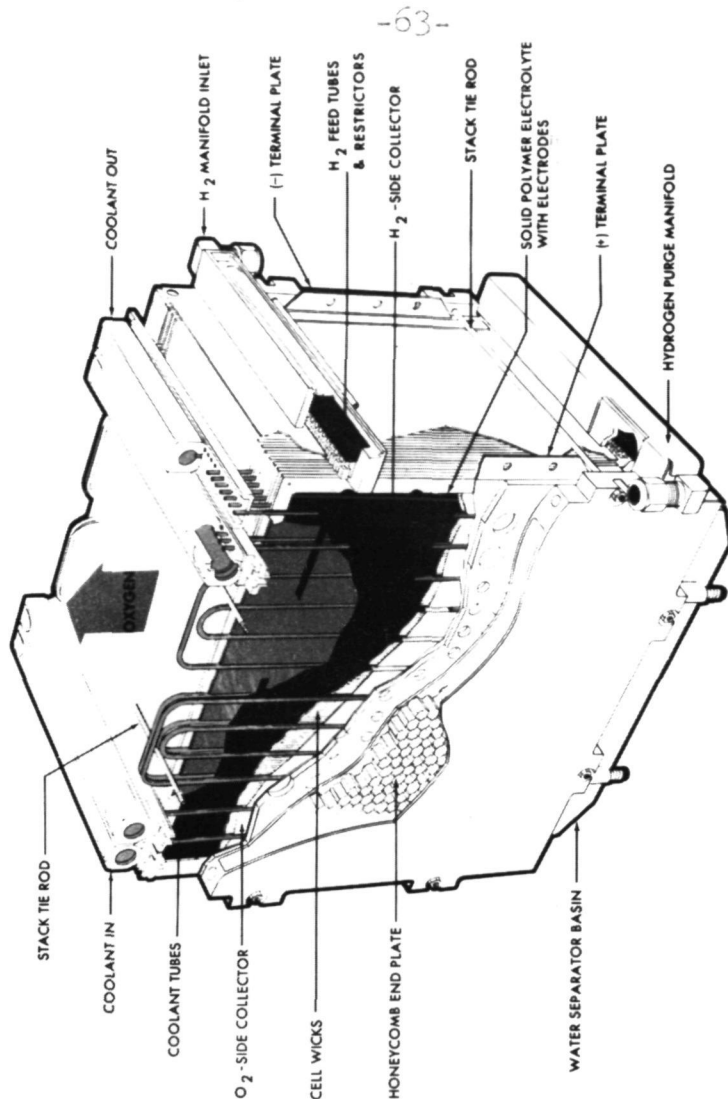 -63-
STACK TIE ROD
COOLANT IN
COOLANT TUBES
O2-SIDE COLLECTOR
CELL WICKS
HONEYCOMB END PLATE
WATER SEPARATOR BASIN
OXYGEN
COOLANT OUT
H2 MANIFOLD INLET
(-) TERMINAL PLATE
H2 FEED TUBES
& RESTRICTORS
H2-SIDE COLLECTOR
STACK TIE ROD
SOLID POLYMER ELECTROLYTE
WITH ELECTRODES
(+) TERMINAL PLATE
HYDROGEN PURGE MANIFOLD